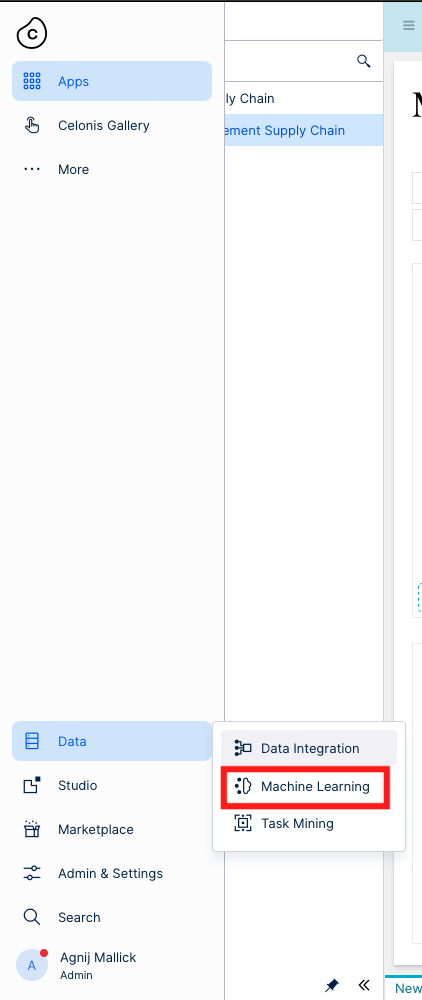 C
Apps
Celonis Gallery
More
ly Chain
ement Supply Chain
Data
Studio
Marketplace
Admin & Settings
Search
A
Agnij Mallick
Admin
Data Integration
Machine Learning
Task Mining
New